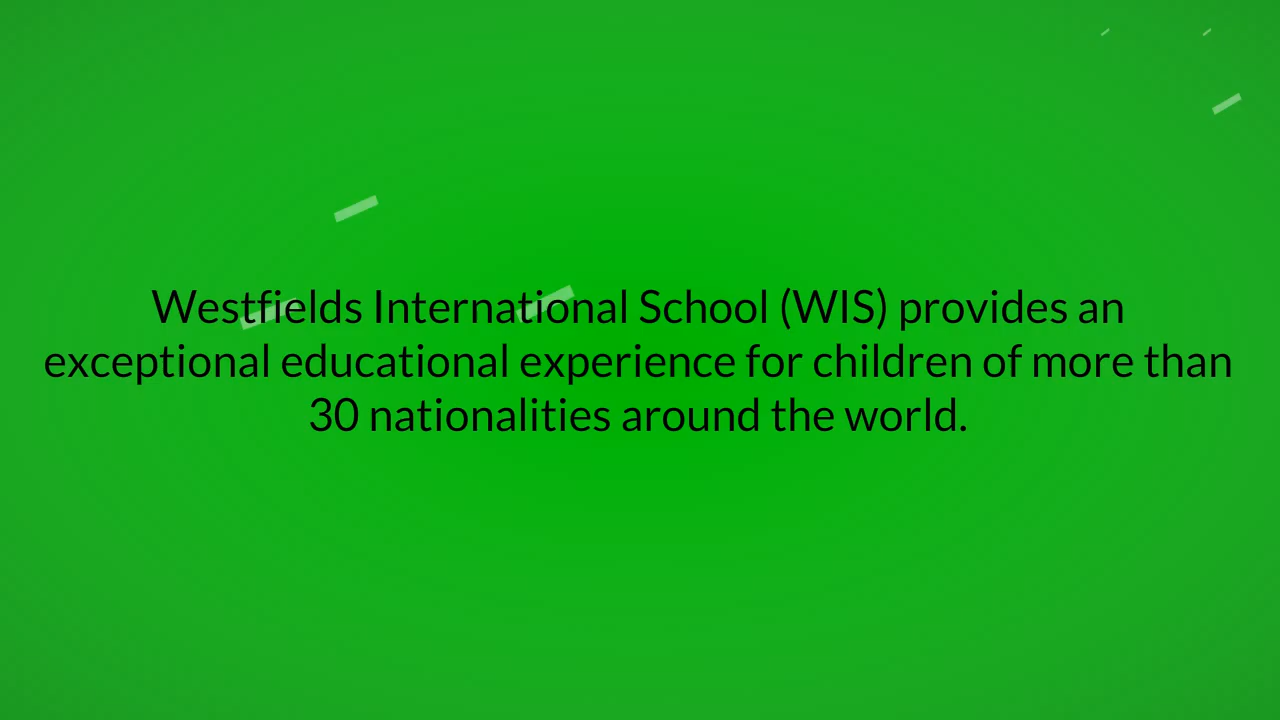 Westfields International School (WIS) provides an
exceptional educational experience for children of more than
30 nationalities around the world.